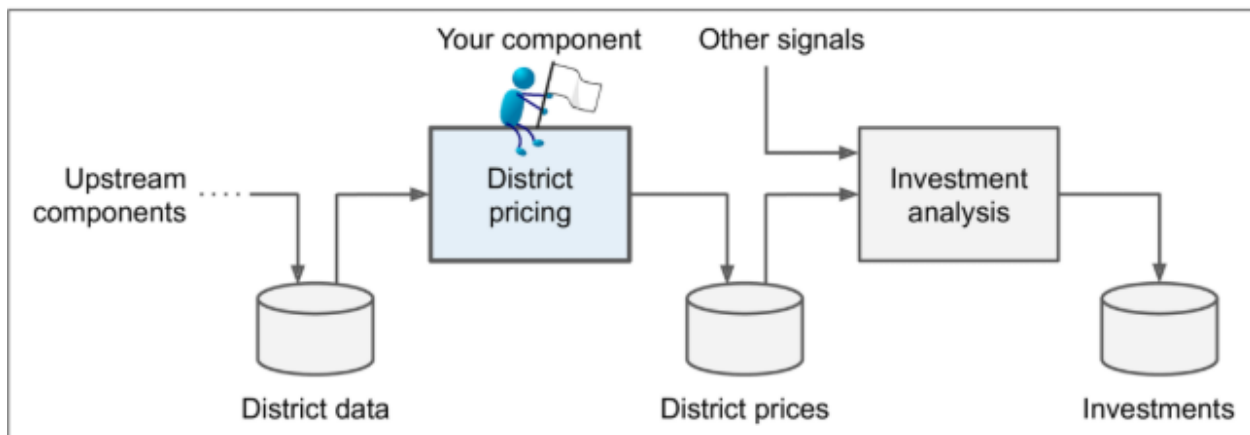 Your component
Other signals
Upstream
components
District
pricing
Investment
analysis
District data
District prices
Investments